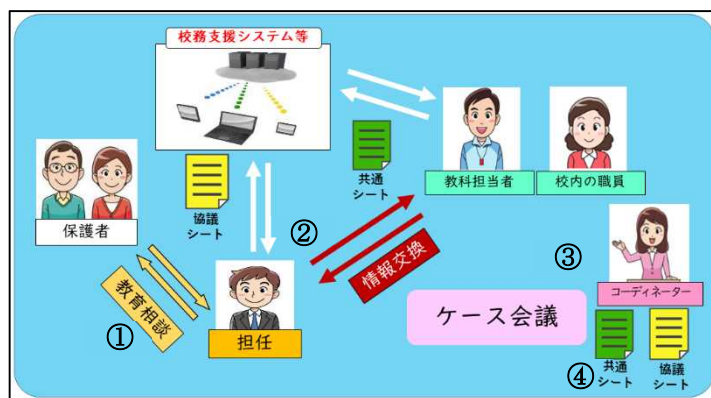 校務支援システム等
共通
シート
教科担当者
校内の職員
協議
シート
保護者
②
情報交換
③
コーディネーター
教育相談
①
担任
ケース会議
④
共通
シート
協議
シート